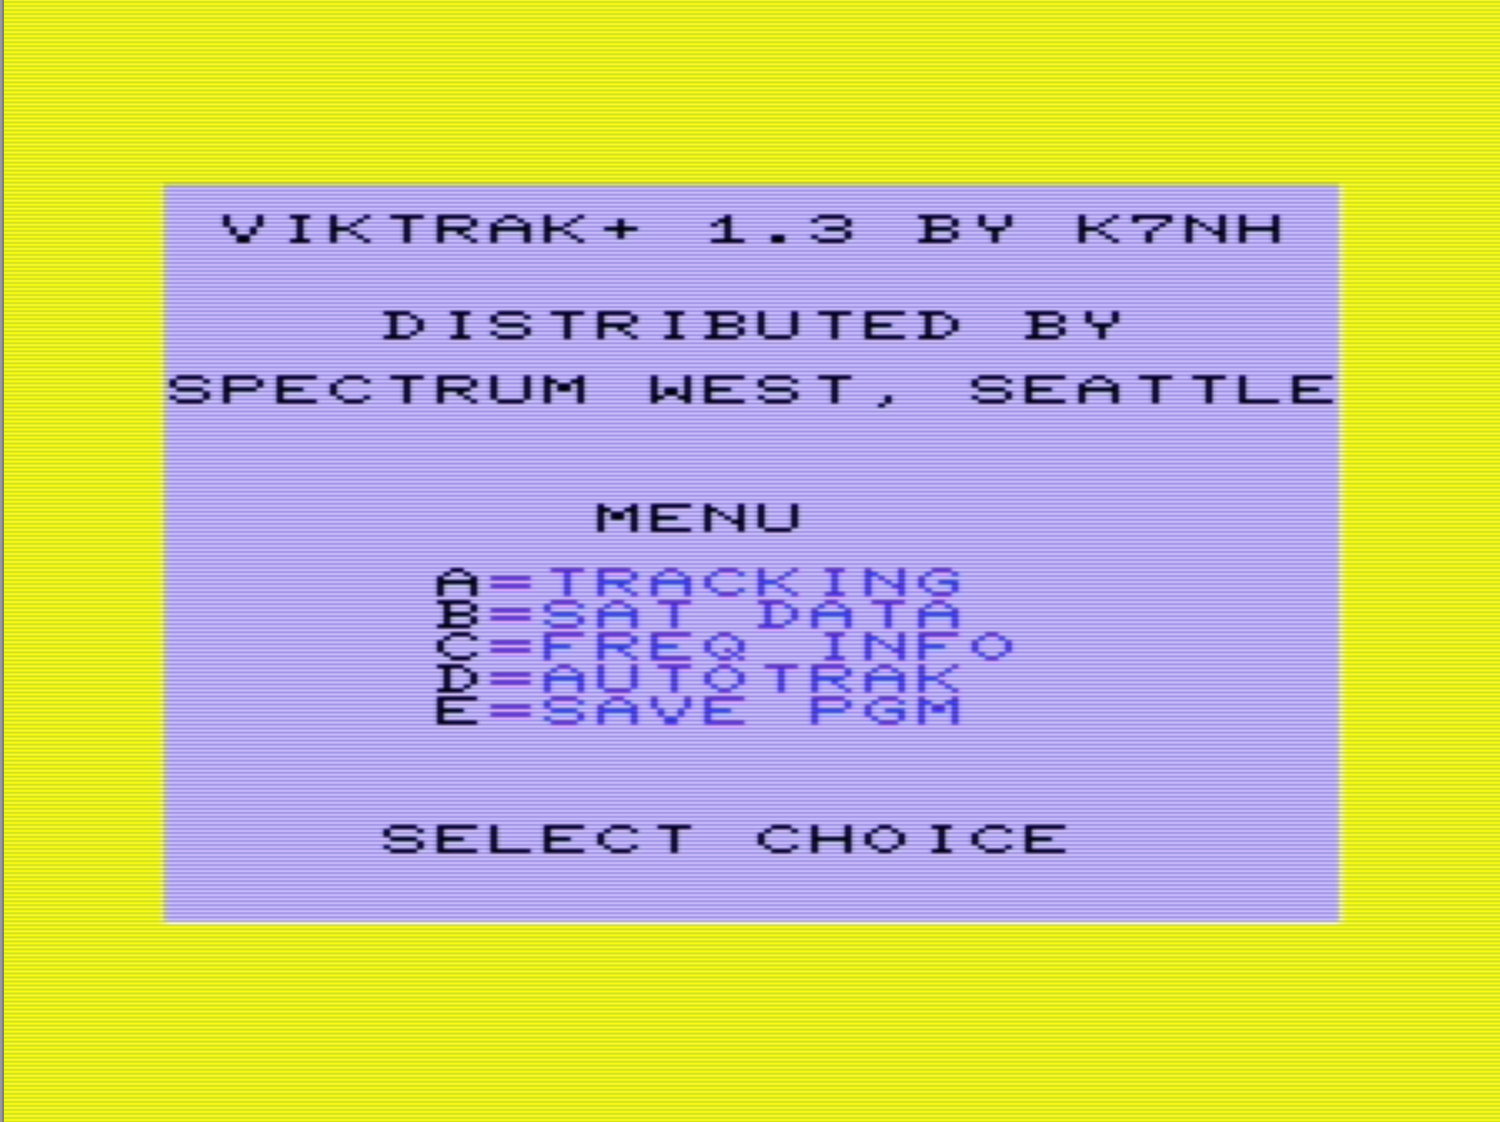 VIKTRAK+ 1.3 BY K7NH
DISTRIBUTED BY
SPECTRUM WEST, SEATTLE
MENU
A=TRACKING
B=SAT DATA
C=FREQ INFO
D=AUTOTRAK
E=SAVE PGM
SELECT CHOICE